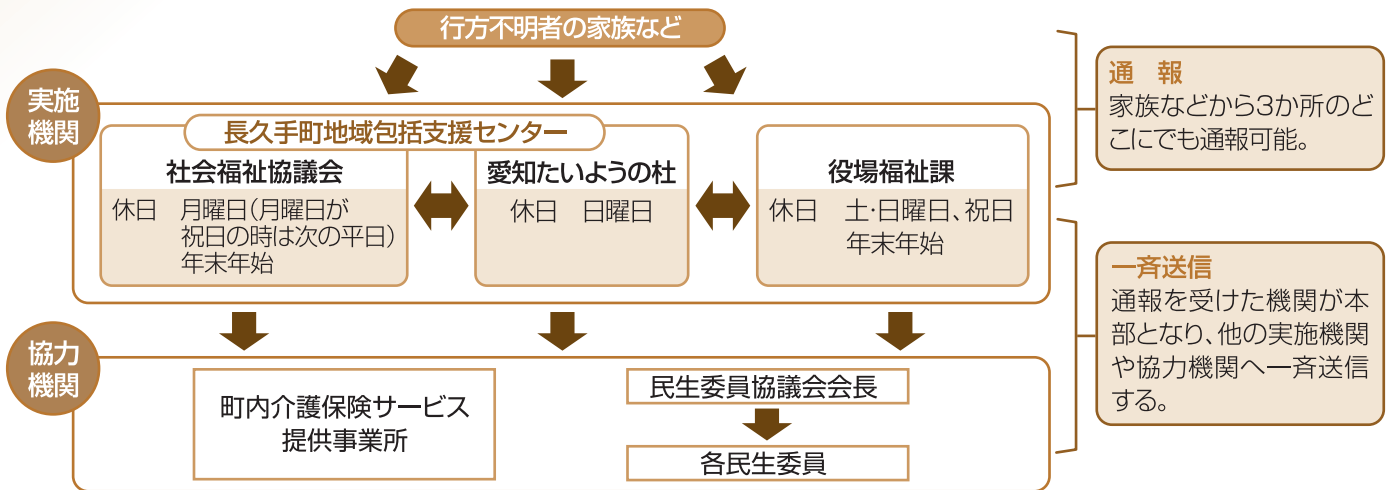 行方不明者の家族など
通　報
家族などから3か所のど
こにでも通報可能。
実施
機関
長久手町地域包括支援センター
社会福祉協議会
休日　月曜日(月曜日が
祝日の時は次の平日)
年末年始
愛知たいようの杜
休日　日曜日
役場福祉課
休日　土・日曜日、祝日
年末年始
一斉送信
通報を受けた機関が本
部となり、他の実施機関
や協力機関へ一斉送信
する。
協力
機関
町内介護保険サービス
提供事業所
民生委員協議会会長
各民生委員